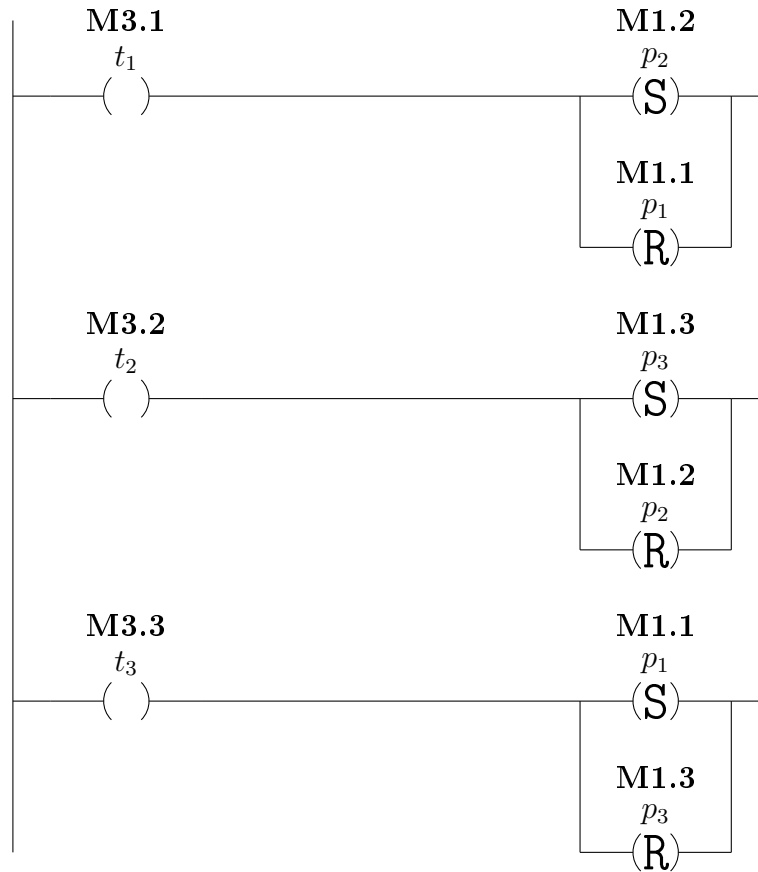 M3.1 M1.2
t₁ p₂
( ) (S)
M1.1
p₁
(R)
M3.2 M1.3
t₂ p₃
( ) (S)
M1.2
p₂
(R)
M3.3 M1.1
t₃ p₁
( ) (S)
M1.3
p₃
(R)